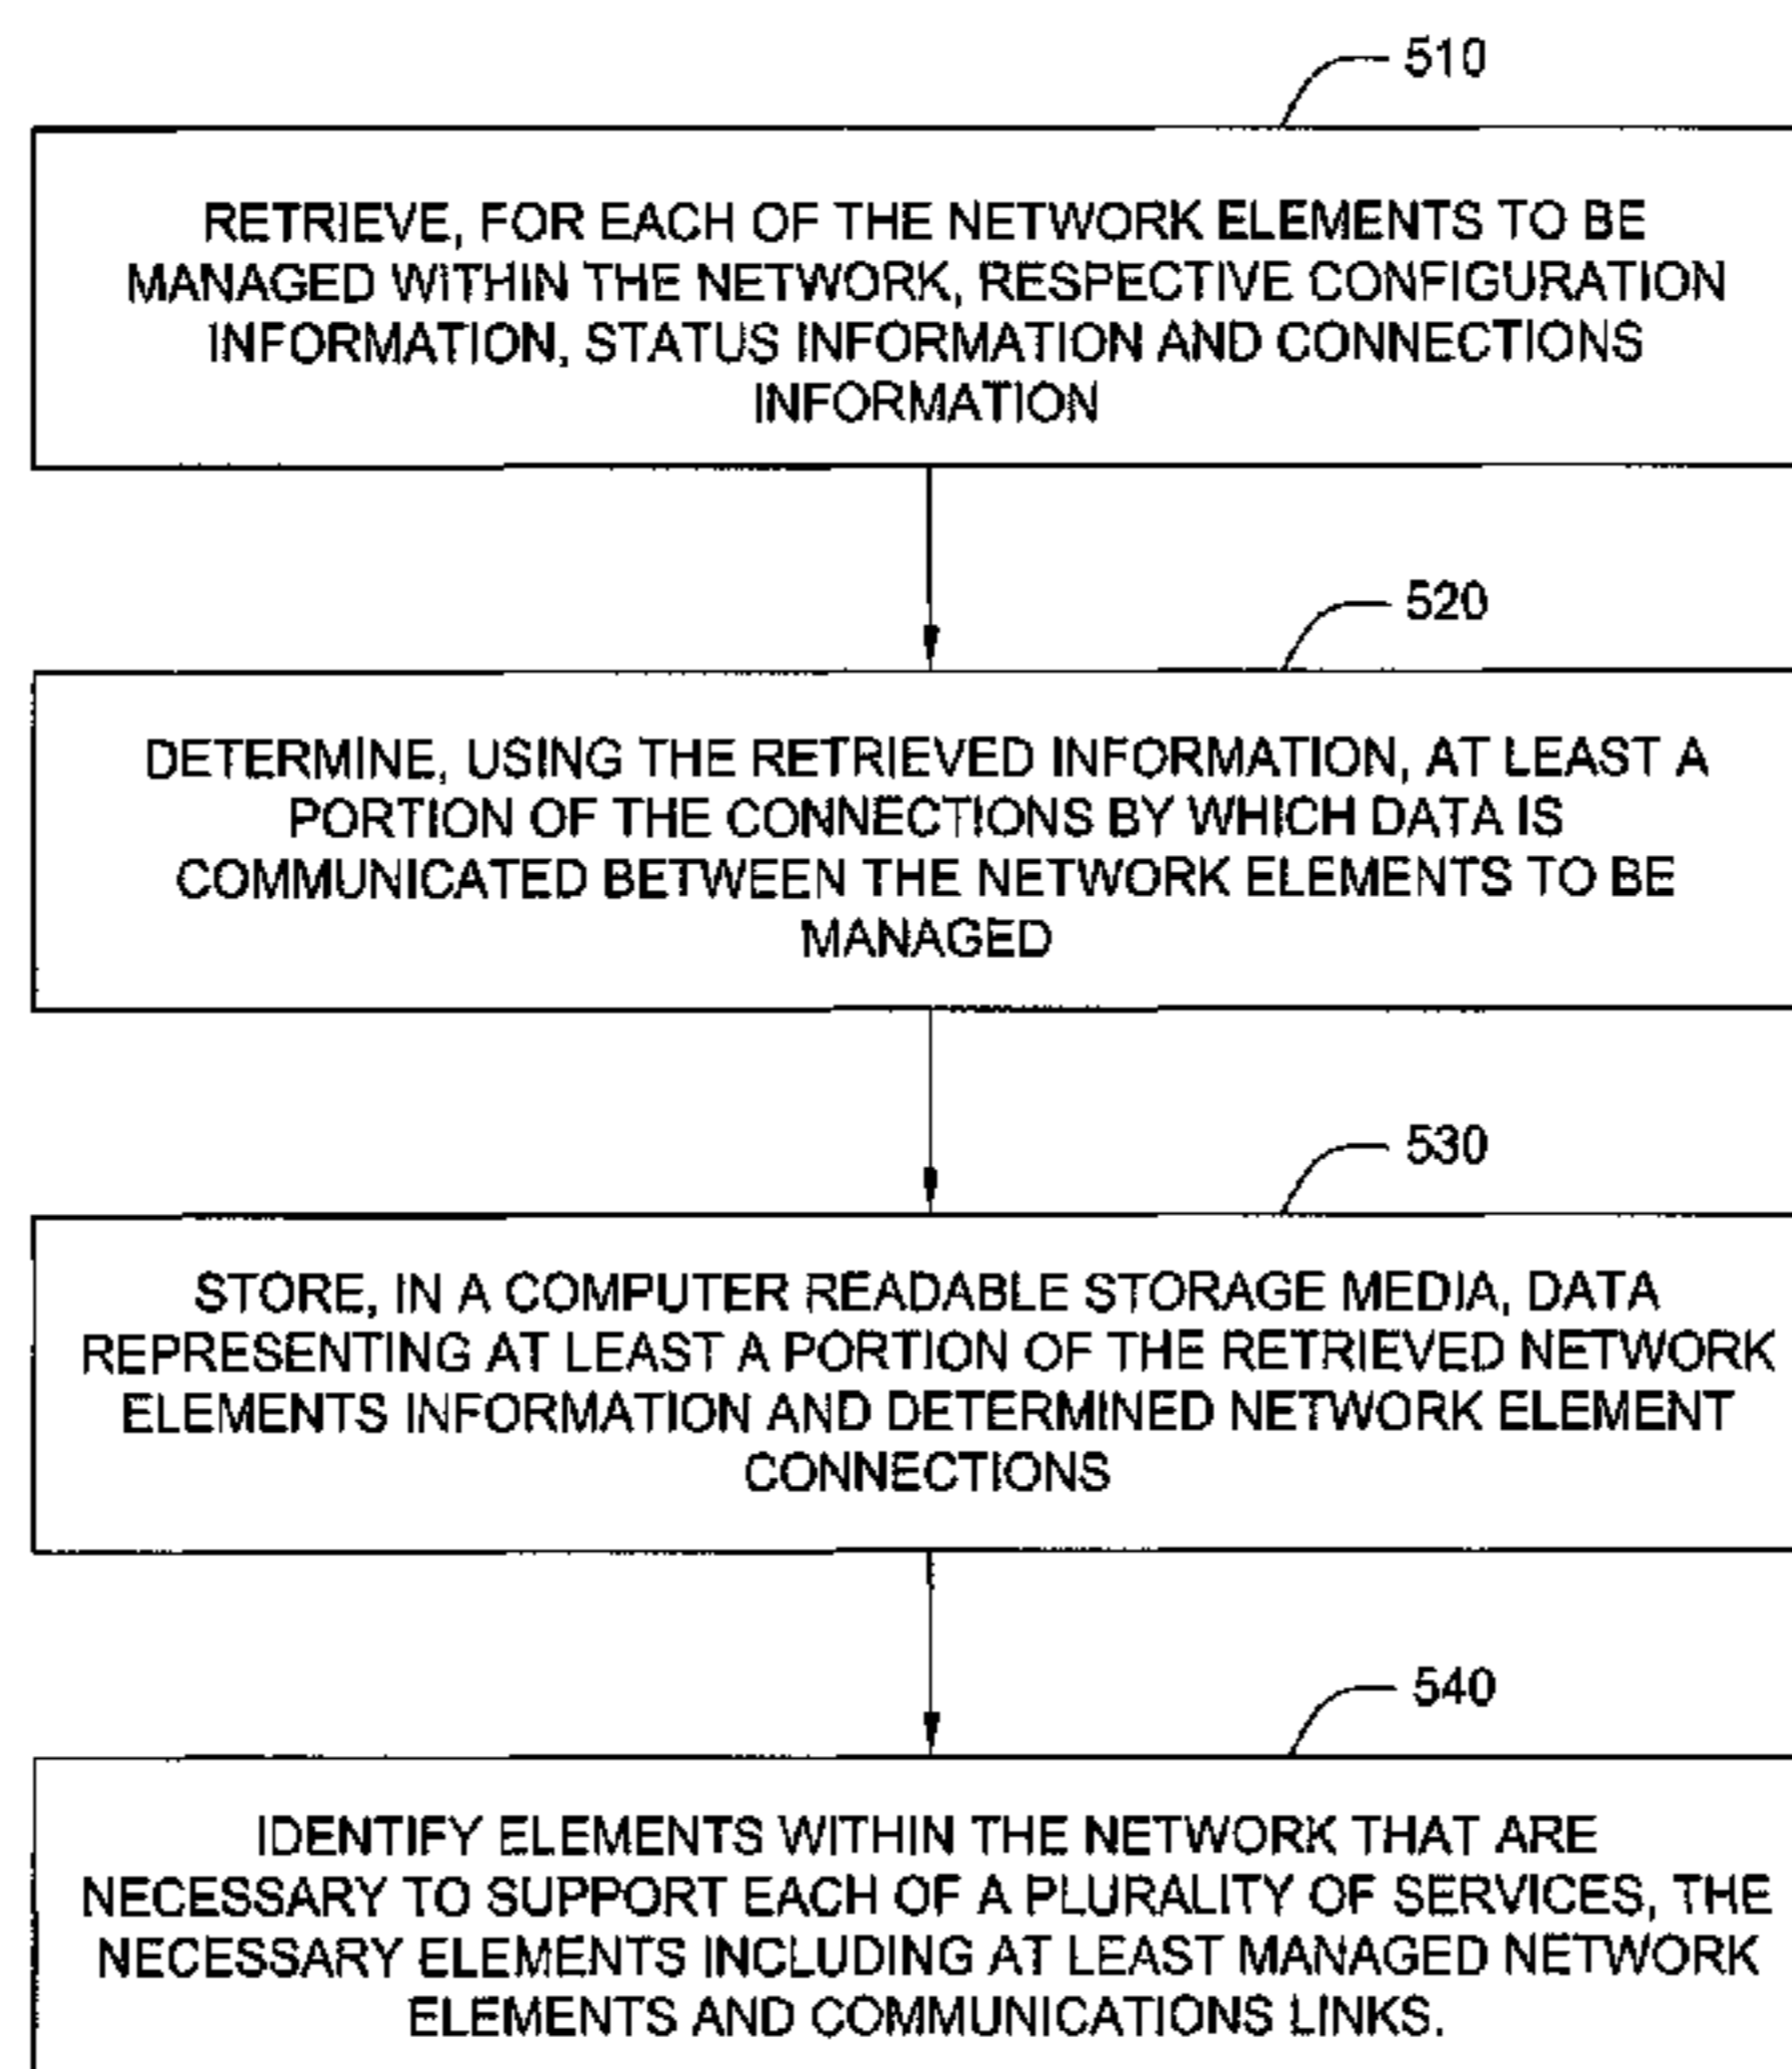 510
RETRIEVE, FOR EACH OF THE NETWORK ELEMENTS TO BE
MANAGED WITHIN THE NETWORK, RESPECTIVE CONFIGURATION
INFORMATION, STATUS INFORMATION AND CONNECTIONS
INFORMATION
520
DETERMINE, USING THE RETRIEVED INFORMATION, AT LEAST A
PORTION OF THE CONNECTIONS BY WHICH DATA IS
COMMUNICATED BETWEEN THE NETWORK ELEMENTS TO BE
MANAGED
530
STORE, IN A COMPUTER READABLE STORAGE MEDIA, DATA
REPRESENTING AT LEAST A PORTION OF THE RETRIEVED NETWORK
ELEMENTS INFORMATION AND DETERMINED NETWORK ELEMENT
CONNECTIONS
540
IDENTIFY ELEMENTS WITHIN THE NETWORK THAT ARE
NECESSARY TO SUPPORT EACH OF A PLURALITY OF SERVICES, THE
NECESSARY ELEMENTS INCLUDING AT LEAST MANAGED NETWORK
ELEMENTS AND COMMUNICATIONS LINKS.